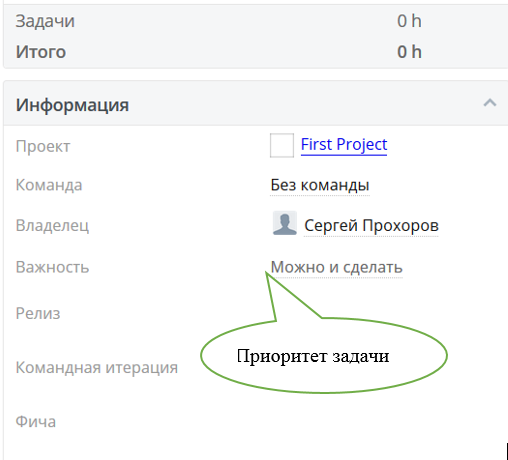 Задачи 0 h
Итого 0 h
Информация
Проект First Project
Команда Без команды
Владелец Сергей Прохоров
Важность Можно и сделать
Релиз
Приоритет задачи
Командная итерация
Фича